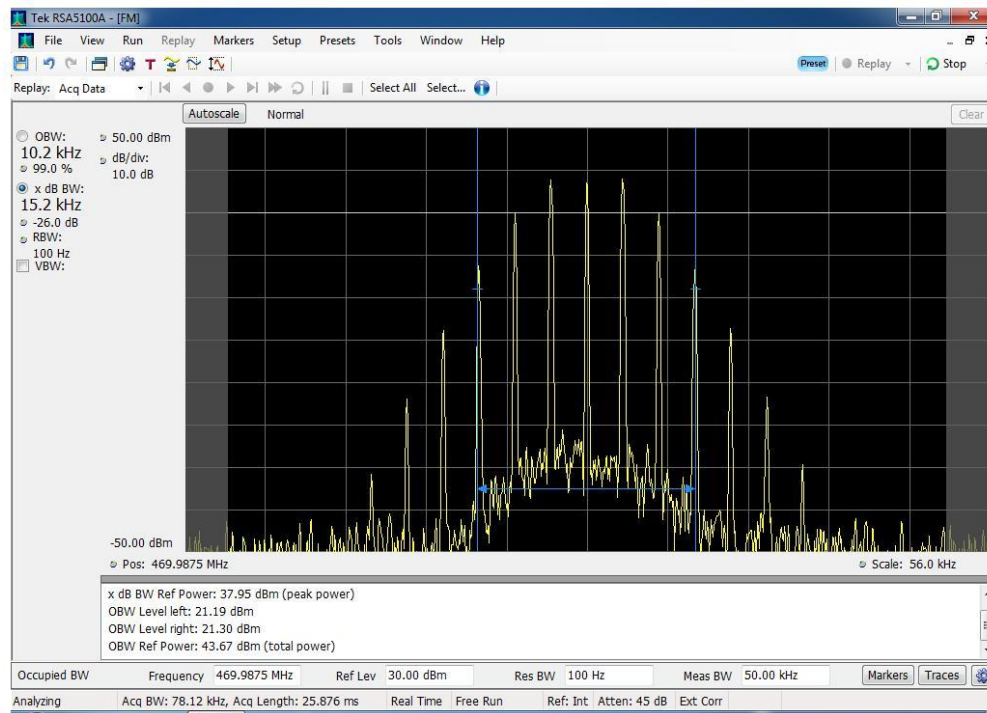 Tek RSA5100A - [FM]
File View Run Replay Markers Setup Presets Tools Window Help
Preset Replay Stop
Replay: Acq Data Select All Select...
Autoscale Normal Clear
OBW:
10.2 kHz
99.0 %
x dB BW:
15.2 kHz
-26.0 dB
RBW:
100 Hz
VBW:
50.00 dBm
dB/div:
10.0 dB
-50.00 dBm
Pos: 469.9875 MHz Scale: 56.0 kHz
x dB BW Ref Power: 37.95 dBm (peak power)
OBW Level left: 21.19 dBm
OBW Level right: 21.30 dBm
OBW Ref Power: 43.67 dBm (total power)
Occupied BW Frequency 469.9875 MHz Ref Lev 30.00 dBm Res BW 100 Hz Meas BW 50.00 kHz Markers Traces
Analyzing Acq BW: 78.12 kHz, Acq Length: 25.876 ms Real Time Free Run Ref: Int Atten: 45 dB Ext Corr